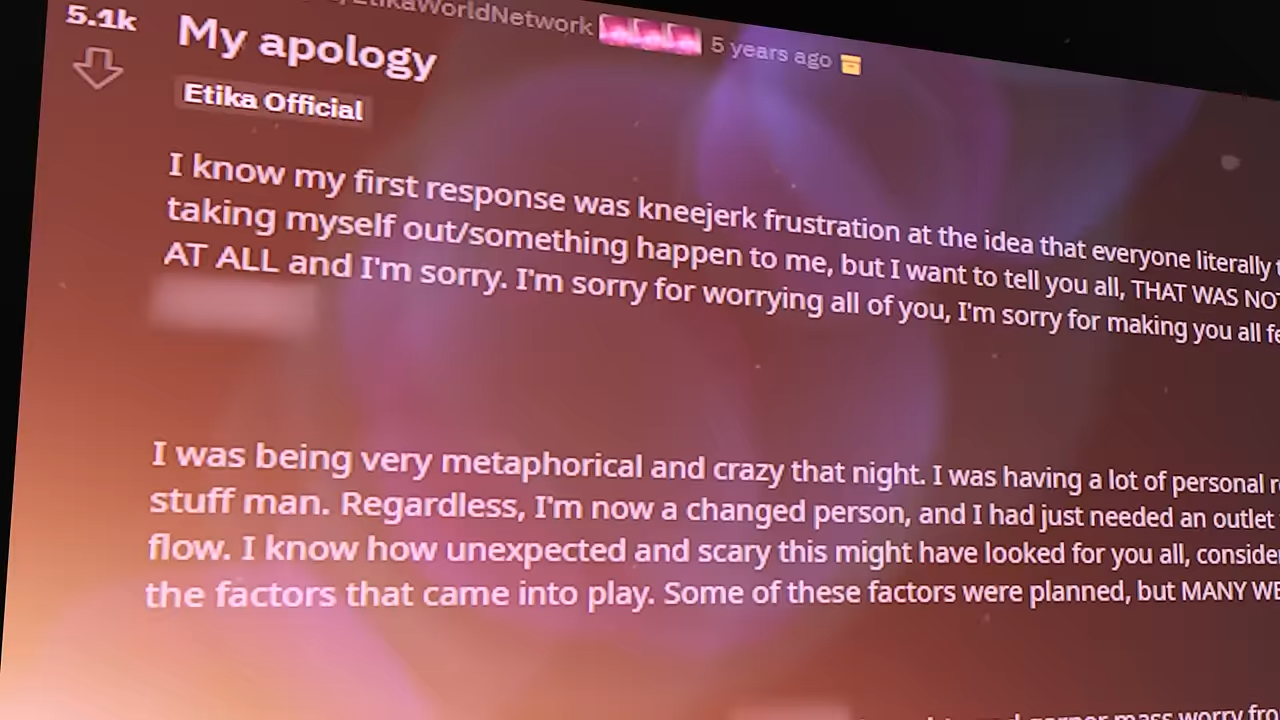 5.1k
EtikaWorldNetwork 5 years ago
My apology
Etika Official
I know my first response was kneejerk frustration at the idea that everyone literally
taking myself out/something happen to me, but I want to tell you all, THAT WAS NOT
AT ALL and I'm sorry. I'm sorry for worrying all of you, I'm sorry for making you all
I was being very metaphorical and crazy that night. I was having a lot of personal
stuff man. Regardless, I'm now a changed person, and I had just needed an outlet
flow. I know how unexpected and scary this might have looked for you all,
the factors that came into play. Some of these factors were planned, but MANY
mass worry